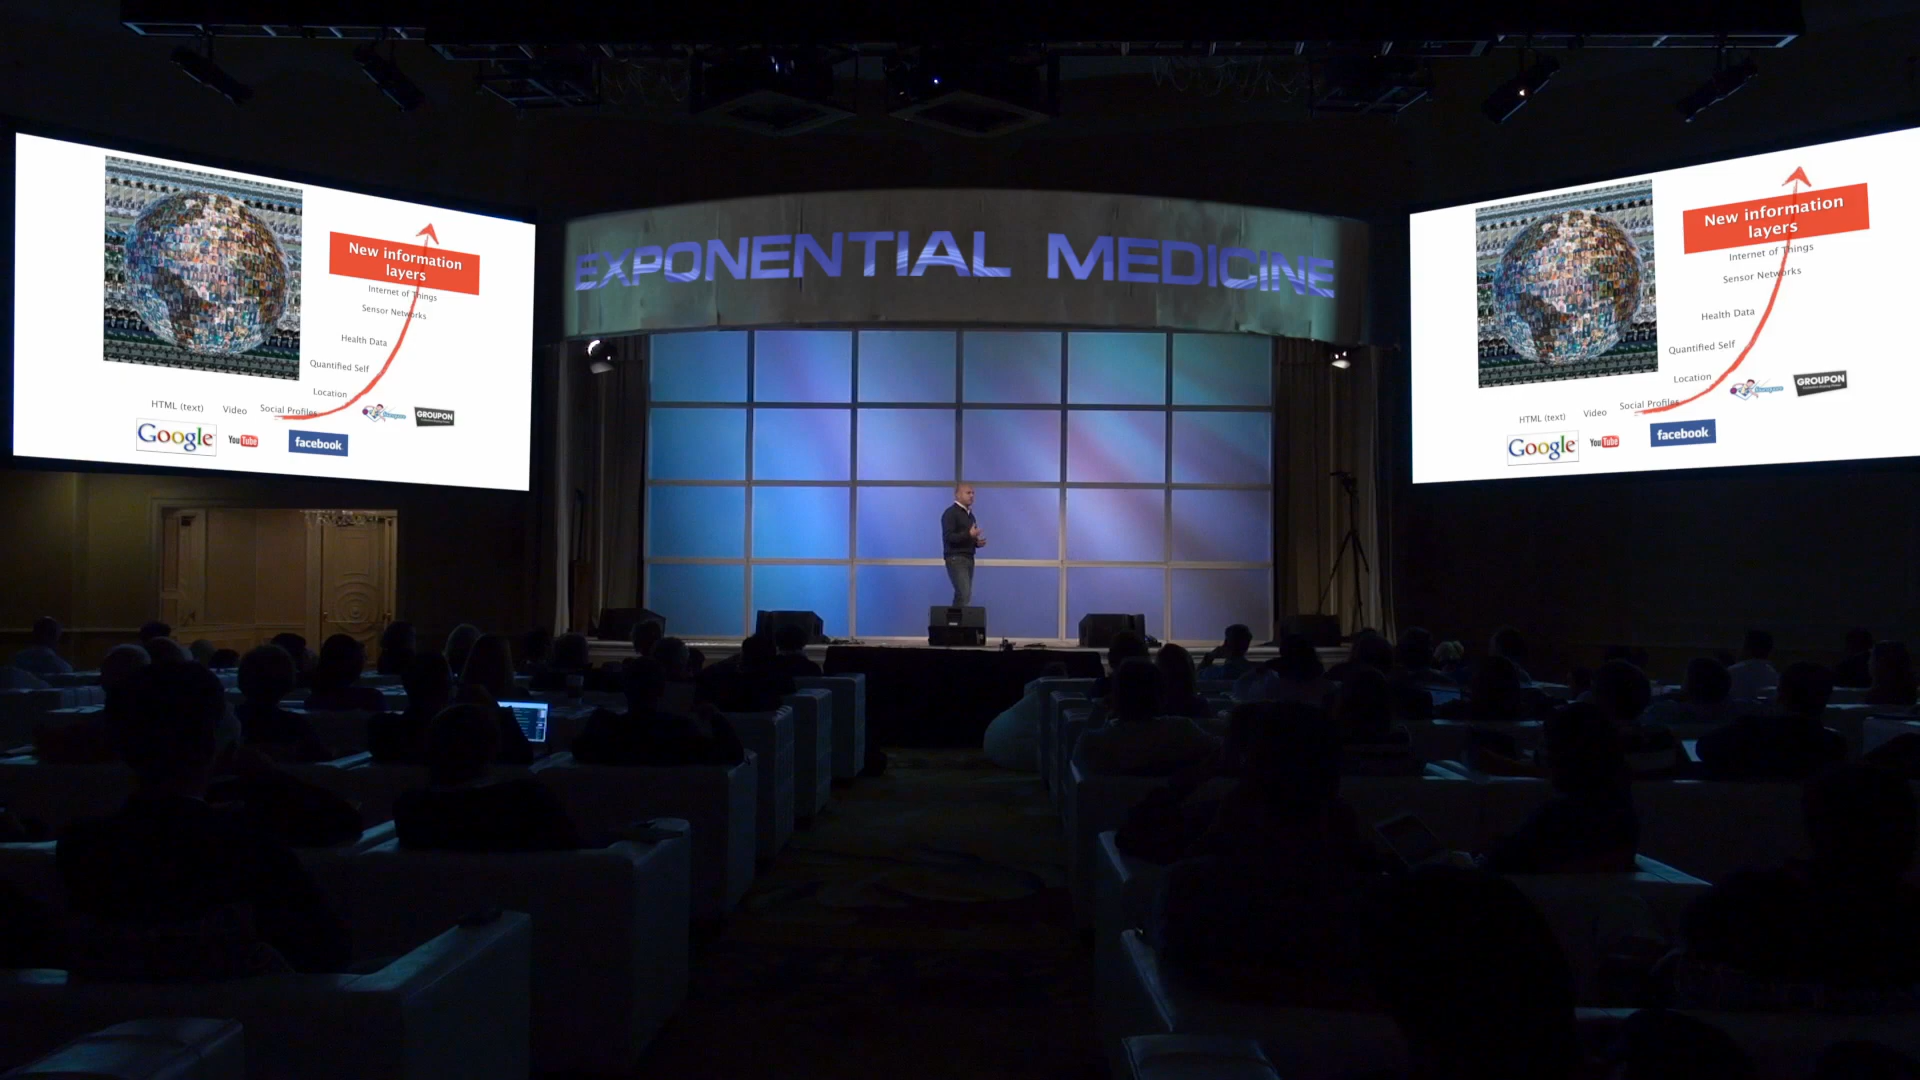 EXPONENTIAL MEDICINE
New information
layers
Internet of Things
Sensor Networks
Health Data
Quantified Self
Location
HTML (text)
Video
Social Profiles
GROUPON
Google
YouTube
facebook
New information
layers
Internet of Things
Sensor Networks
Health Data
Quantified Self
Location
HTML (text)
Video
Social Profiles
GROUPON
Google
YouTube
facebook